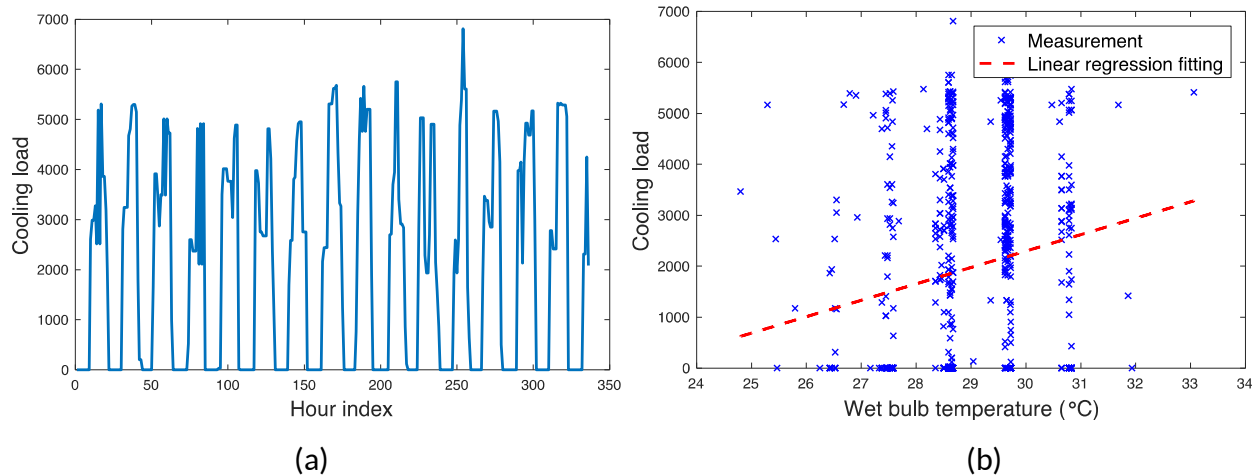 7000
6000
5000
4000
3000
2000
1000
0
0 50 100 150 200 250 300 350
Cooling load
Hour index
(a)
7000
6000
5000
4000
3000
2000
1000
0
24 25 26 27 28 29 30 31 32 33 34
Cooling load
Wet bulb temperature (°C)
Measurement
Linear regression fitting
(b)